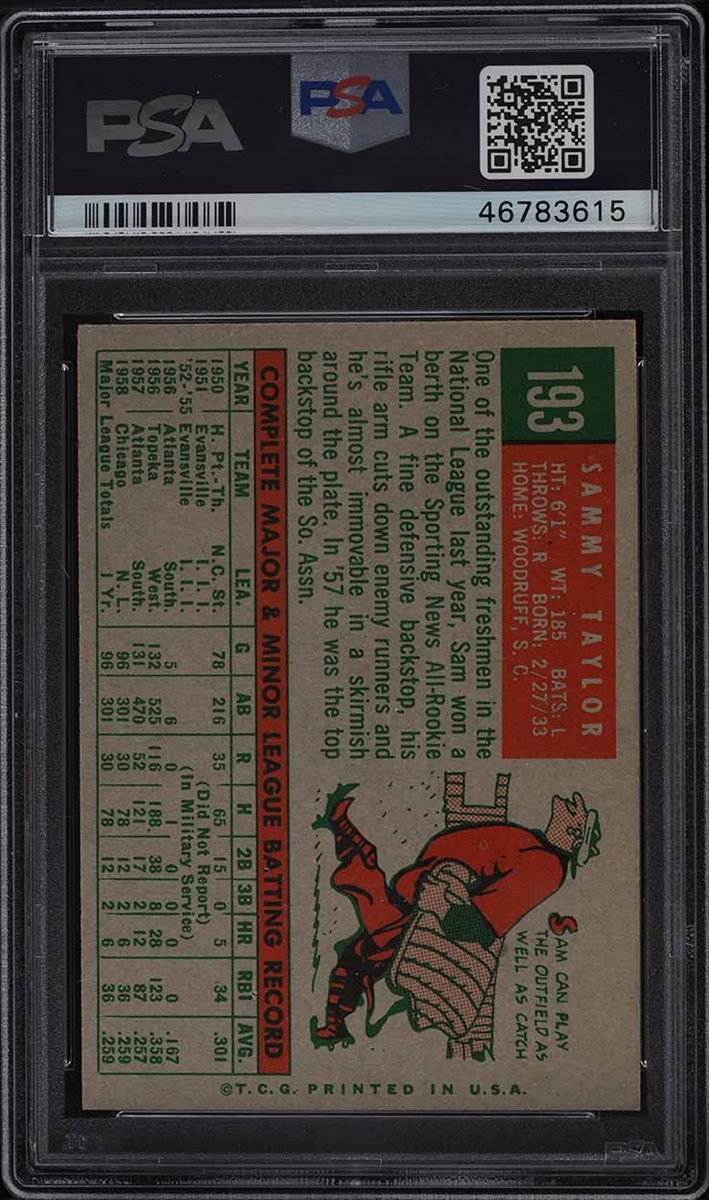 PSA
PSA
46783615
193
SAMMY TAYLOR
HT: 6'1" WT: 185 BATS: L
THROWS: R BORN: 2/27/33
HOME: WOODRUFF, S. C.
One of the outstanding freshmen in the
National League last year, Sam won a
berth on the Sporting News All-Rookie
Team. A fine defensive backstop, his
rifle arm cuts down enemy runners and
he's almost immovable in a skirmish
around the plate. In '57 he was the top
backstop of the So. Assn.
SAM CAN PLAY
THE OUTFIELD AS
WELL AS CATCH
COMPLETE MAJOR & MINOR LEAGUE BATTING RECORD
YEAR TEAM LEA. G AB R H 2B 3B HR RBI AVG.
1950 H. Pt.-Th. N.C. St. 78 216 35 65 15 0 5 34 .301
1951 Evansville I. I. I. (Did Not Report)
'52-'55 Evansville I. I. I. (In Military Service)
1956 Atlanta South. 5 6 0 1 0 0 0 0 .167
1956 Topeka West. 132 525 116 188 38 8 28 123 .358
1957 Atlanta South. 131 470 52 121 17 2 12 87 .257
1958 Chicago N. L. 96 301 30 78 12 2 6 36 .259
Major League Totals 1 Yr. 96 301 30 78 12 2 6 36 .259
©T.C.G. PRINTED IN U.S.A.
PSA